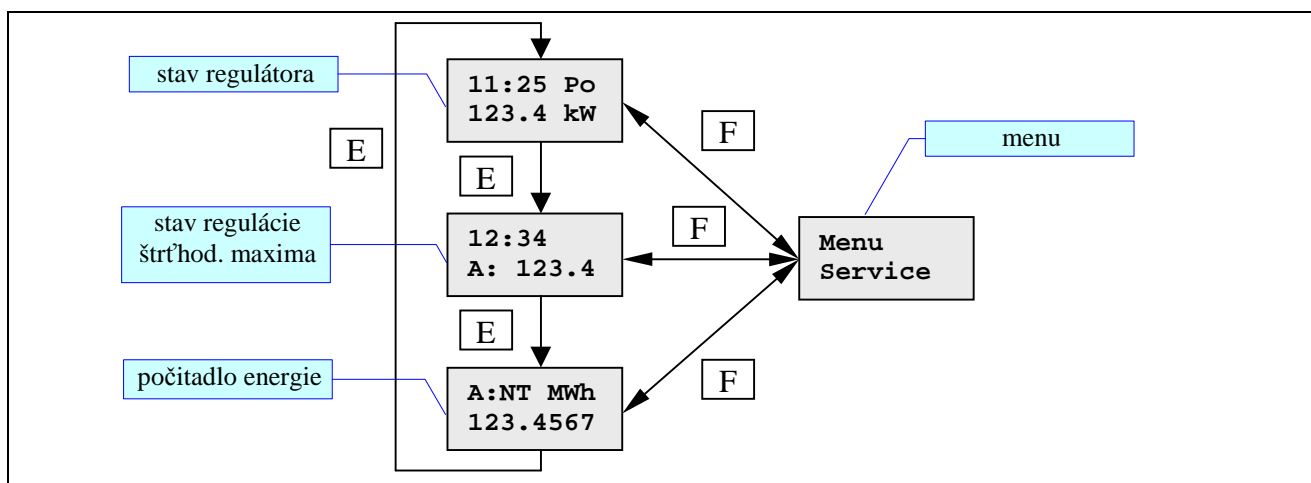 stav regulátora
11:25 Po
123.4 kW
F
menu
E
E
stav regulácie
štrťhod. maxima
12:34
A: 123.4
F
Menu
Service
E
počitadlo energie
A:NT MWh
123.4567
F